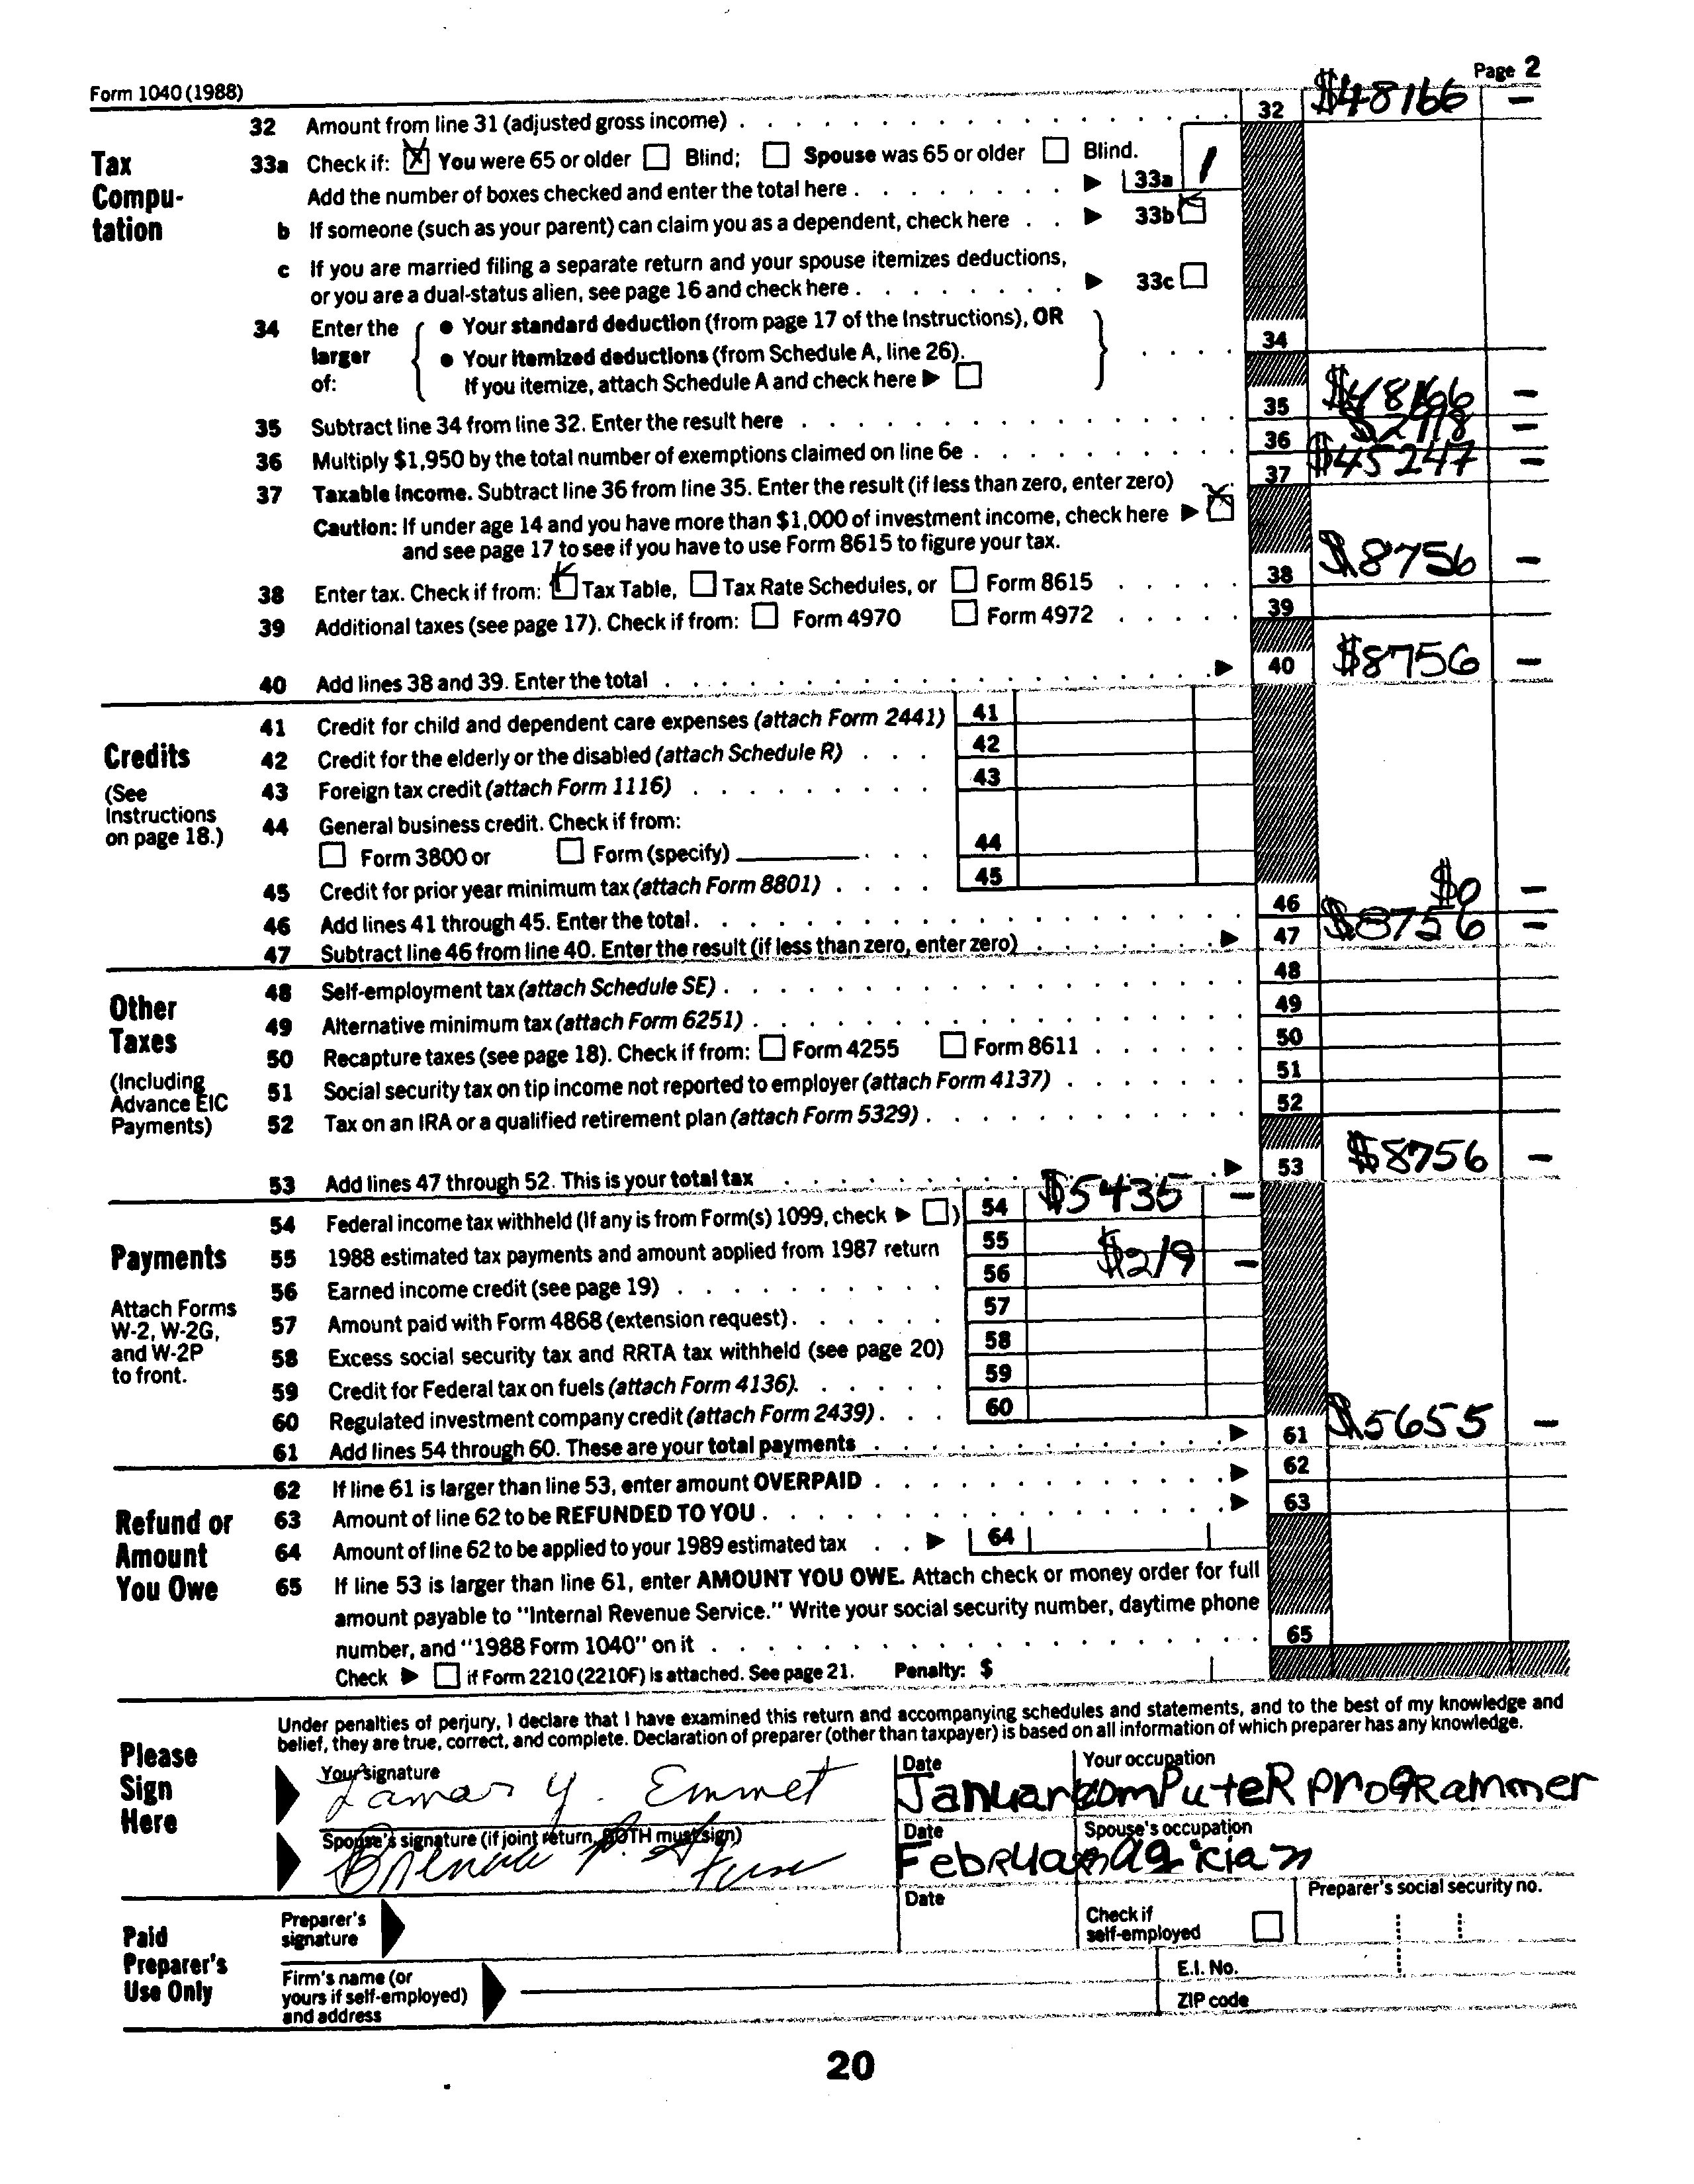 Form 1040 (1988) Page 2
32 Amount from line 31 (adjusted gross income) . . . . 32 $48166 –
Tax Computation
33a Check if: ☒ You were 65 or older ☐ Blind; ☐ Spouse was 65 or older ☐ Blind.
Add the number of boxes checked and enter the total here . . . . ▶ 33a 1
b If someone (such as your parent) can claim you as a dependent, check here . . ▶ 33b ☒
c If you are married filing a separate return and your spouse itemizes deductions,
or you are a dual-status alien, see page 16 and check here . . . . ▶ 33c ☐
34 Enter the larger of:
● Your standard deduction (from page 17 of the Instructions), OR
● Your itemized deductions (from Schedule A, line 26).
If you itemize, attach Schedule A and check here ▶ ☐ . . . . 34
35 Subtract line 34 from line 32. Enter the result here . . . . 35 $48166 –
36 Multiply $1,950 by the total number of exemptions claimed on line 6e . . . . 36 –
37 Taxable income. Subtract line 36 from line 35. Enter the result (if less than zero, enter zero) 37 $45247 –
Caution: If under age 14 and you have more than $1,000 of investment income, check here ▶ ☒
and see page 17 to see if you have to use Form 8615 to figure your tax.
38 Enter tax. Check if from: ☒ Tax Table, ☐ Tax Rate Schedules, or ☐ Form 8615 . . . . 38 $8756 –
39 Additional taxes (see page 17). Check if from: ☐ Form 4970 ☐ Form 4972 . . . . 39
40 Add lines 38 and 39. Enter the total . . . . ▶ 40 $8756 –
Credits
(See Instructions on page 18.)
41 Credit for child and dependent care expenses (attach Form 2441) 41
42 Credit for the elderly or the disabled (attach Schedule R) . . . 42
43 Foreign tax credit (attach Form 1116) . . . . 43
44 General business credit. Check if from:
☐ Form 3800 or ☐ Form (specify) . . . 44
45 Credit for prior year minimum tax (attach Form 8801) . . . . 45
46 Add lines 41 through 45. Enter the total . . . . 46 $0 –
47 Subtract line 46 from line 40. Enter the result (if less than zero, enter zero) . . . . ▶ 47 $8756 –
Other Taxes
(Including Advance EIC Payments)
48 Self-employment tax (attach Schedule SE) . . . . 48
49 Alternative minimum tax (attach Form 6251) . . . . 49
50 Recapture taxes (see page 18). Check if from: ☐ Form 4255 ☐ Form 8611 . . . . 50
51 Social security tax on tip income not reported to employer (attach Form 4137) . . . . 51
52 Tax on an IRA or a qualified retirement plan (attach Form 5329) . . . . 52
53 Add lines 47 through 52. This is your total tax . . . . ▶ 53 $8756 –
Payments
Attach Forms W-2, W-2G, and W-2P to front.
54 Federal income tax withheld (If any is from Form(s) 1099, check ▶ ☐) 54 $5435 –
55 1988 estimated tax payments and amount applied from 1987 return 55
56 Earned income credit (see page 19) . . . . 56 $219 –
57 Amount paid with Form 4868 (extension request) . . . . 57
58 Excess social security tax and RRTA tax withheld (see page 20) 58
59 Credit for Federal tax on fuels (attach Form 4136) . . . . 59
60 Regulated investment company credit (attach Form 2439) . . . 60
61 Add lines 54 through 60. These are your total payments . . . . ▶ 61 $5655 –
Refund or Amount You Owe
62 If line 61 is larger than line 53, enter amount OVERPAID . . . . ▶ 62
63 Amount of line 62 to be REFUNDED TO YOU . . . . ▶ 63
64 Amount of line 62 to be applied to your 1989 estimated tax . . ▶ 64
65 If line 53 is larger than line 61, enter AMOUNT YOU OWE. Attach check or money order for full
amount payable to "Internal Revenue Service." Write your social security number, daytime phone
number, and "1988 Form 1040" on it . . . . 65
Check ▶ ☐ if Form 2210 (2210F) is attached. See page 21. Penalty: $
Please Sign Here
Under penalties of perjury, I declare that I have examined this return and accompanying schedules and statements, and to the best of my knowledge and
belief, they are true, correct, and complete. Declaration of preparer (other than taxpayer) is based on all information of which preparer has any knowledge.
Your signature Date Your occupation
Lamar Y. Emmet Januar computeR PROGRammer
Spouse's signature (if joint return, BOTH must sign) Date Spouse's occupation
P. Februa magician
Paid Preparer's Use Only
Preparer's signature Date Check if self-employed ☐ Preparer's social security no.
Firm's name (or yours if self-employed) and address
E.I. No.
ZIP code
20